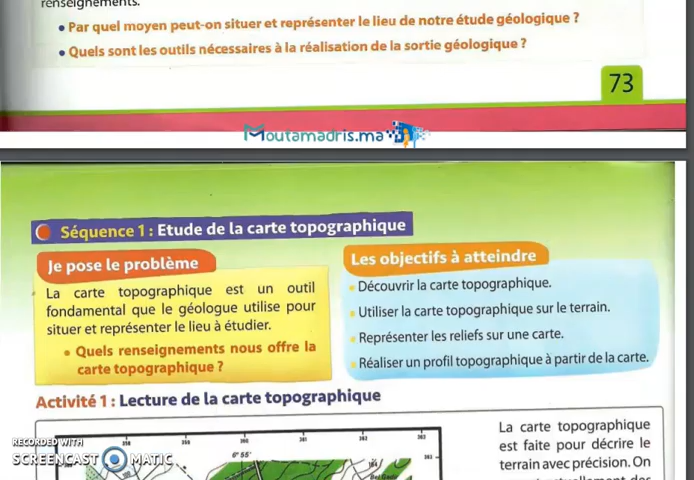 renseignements.
• Par quel moyen peut-on situer et représenter le lieu de notre étude géologique ?
• Quels sont les outils nécessaires à la réalisation de la sortie géologique ?
73
Moutamadris.ma
Séquence 1 : Etude de la carte topographique
Je pose le problème
La carte topographique est un outil
fondamental que le géologue utilise pour
situer et représenter le lieu à étudier.
• Quels renseignements nous offre la
carte topographique ?
Les objectifs à atteindre
Découvrir la carte topographique.
Utiliser la carte topographique sur le terrain.
Représenter les reliefs sur une carte.
Réaliser un profil topographique à partir de la carte.
Activité 1 : Lecture de la carte topographique
6° 55'
361
362
363
La carte topographique
est faite pour décrire le
terrain avec précision. On
RECORDED WITH
SCREENCAST MATIC